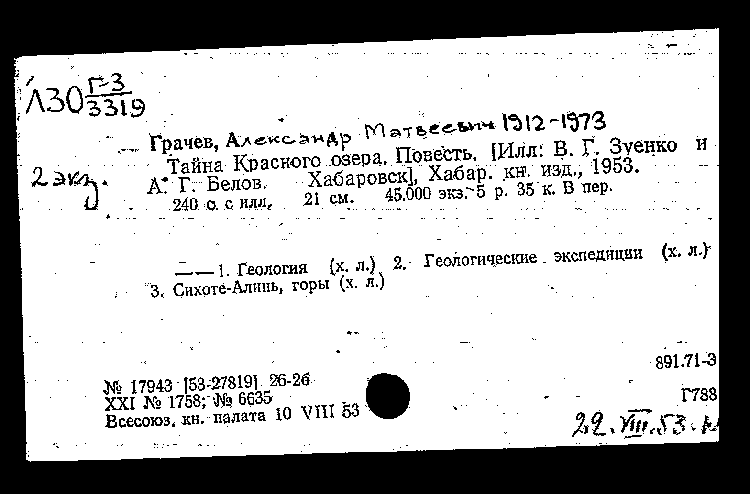 Л30 Г-3
3319
Грачев, Александр Матвеевич 1912-1973
Тайна Красного озера. Повесть. [Илл: В. Г. Зуенко и
2 экз. А. Г. Белов. Хабаровск], Хабар. кн. изд., 1953.
240 с. с илл. 21 см. 45.000 экз. 5 р. 35 к. В пер.
—— 1. Геология (х. л.) 2. Геологические экспедиции (х. л.)
3. Сихоте-Алинь, горы (х. л.)
891.71-3
№ 17943 [53-27819] 26-26
Г788
XXI № 1758; № 6635
Всесоюз. кн. палата 10 VIII 53
22.VIII.53.